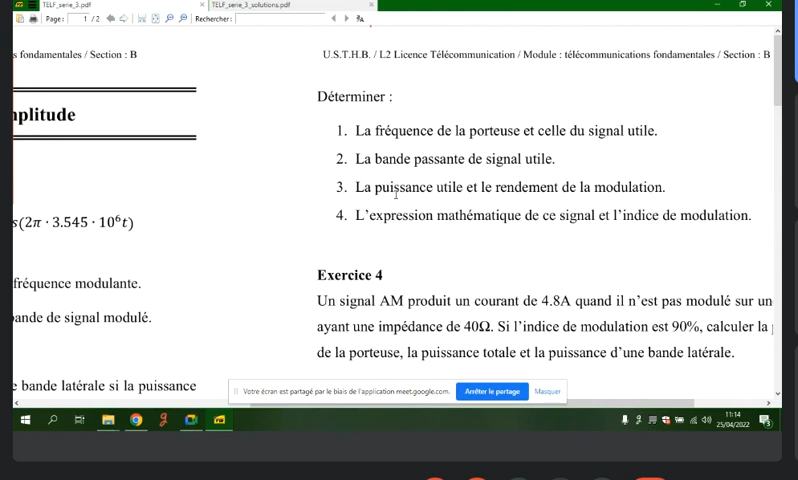 TELF_serie_3.pdf
TELF_serie_3_solutions.pdf
Page: 1 / 2
Rechercher:
s fondamentales / Section : B
nplitude
s(2π · 3.545 · 10⁶t)
fréquence modulante.
ande de signal modulé.
e bande latérale si la puissance
U.S.T.H.B. / L2 Licence Télécommunication / Module : télécommunications fondamentales / Section : B
Déterminer :
1. La fréquence de la porteuse et celle du signal utile.
2. La bande passante de signal utile.
3. La puissance utile et le rendement de la modulation.
4. L'expression mathématique de ce signal et l'indice de modulation.
Exercice 4
Un signal AM produit un courant de 4.8A quand il n'est pas modulé sur un
ayant une impédance de 40Ω. Si l'indice de modulation est 90%, calculer la
de la porteuse, la puissance totale et la puissance d'une bande latérale.
Votre écran est partagé par le biais de l'application meet.google.com.
Arrêter le partage
Masquer
11:14
25/04/2022